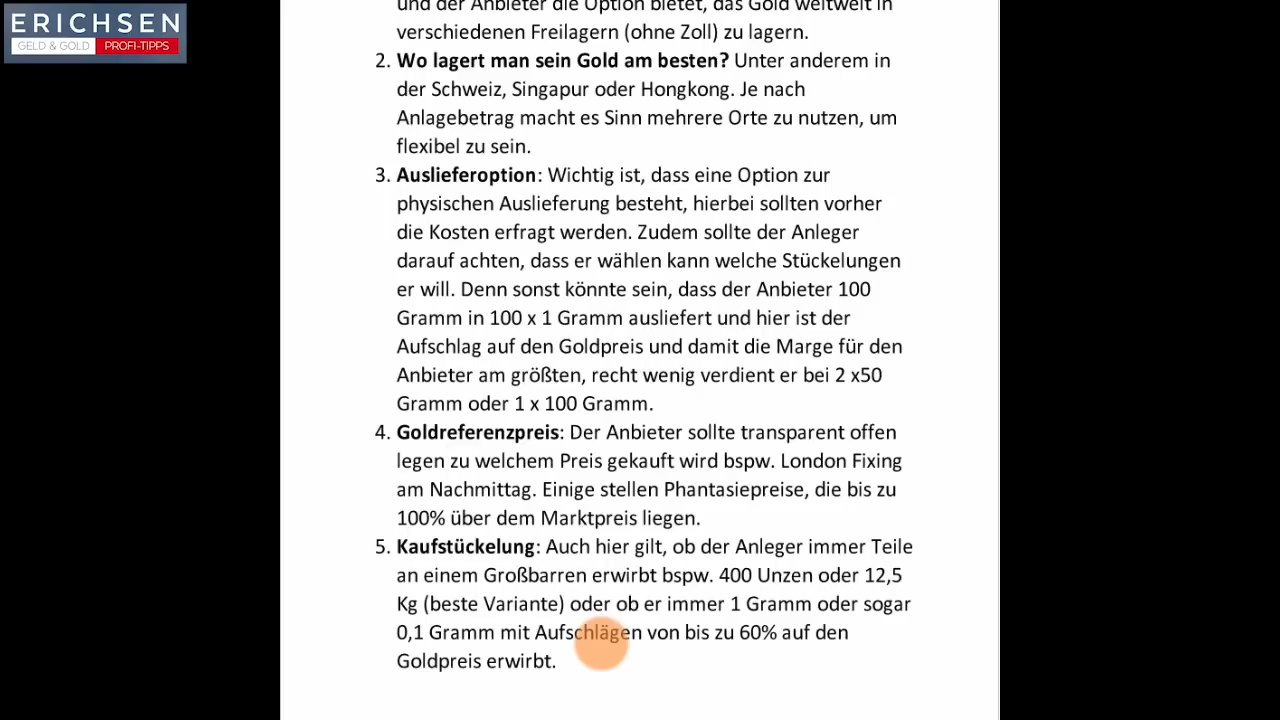 ERICHSEN
GELD & GOLD PROFI-TIPPS
und der Anbieter die Option bietet, das Gold weltweit in
verschiedenen Freilagern (ohne Zoll) zu lagern.
2. Wo lagert man sein Gold am besten? Unter anderem in
der Schweiz, Singapur oder Hongkong. Je nach
Anlagebetrag macht es Sinn mehrere Orte zu nutzen, um
flexibel zu sein.
3. Auslieferoption: Wichtig ist, dass eine Option zur
physischen Auslieferung besteht, hierbei sollten vorher
die Kosten erfragt werden. Zudem sollte der Anleger
darauf achten, dass er wählen kann welche Stückelungen
er will. Denn sonst könnte sein, dass der Anbieter 100
Gramm in 100 x 1 Gramm ausliefert und hier ist der
Aufschlag auf den Goldpreis und damit die Marge für den
Anbieter am größten, recht wenig verdient er bei 2 x50
Gramm oder 1 x 100 Gramm.
4. Goldreferenzpreis: Der Anbieter sollte transparent offen
legen zu welchem Preis gekauft wird bspw. London Fixing
am Nachmittag. Einige stellen Phantasiepreise, die bis zu
100% über dem Marktpreis liegen.
5. Kaufstückelung: Auch hier gilt, ob der Anleger immer Teile
an einem Großbarren erwirbt bspw. 400 Unzen oder 12,5
Kg (beste Variante) oder ob er immer 1 Gramm oder sogar
0,1 Gramm mit Aufschlägen von bis zu 60% auf den
Goldpreis erwirbt.